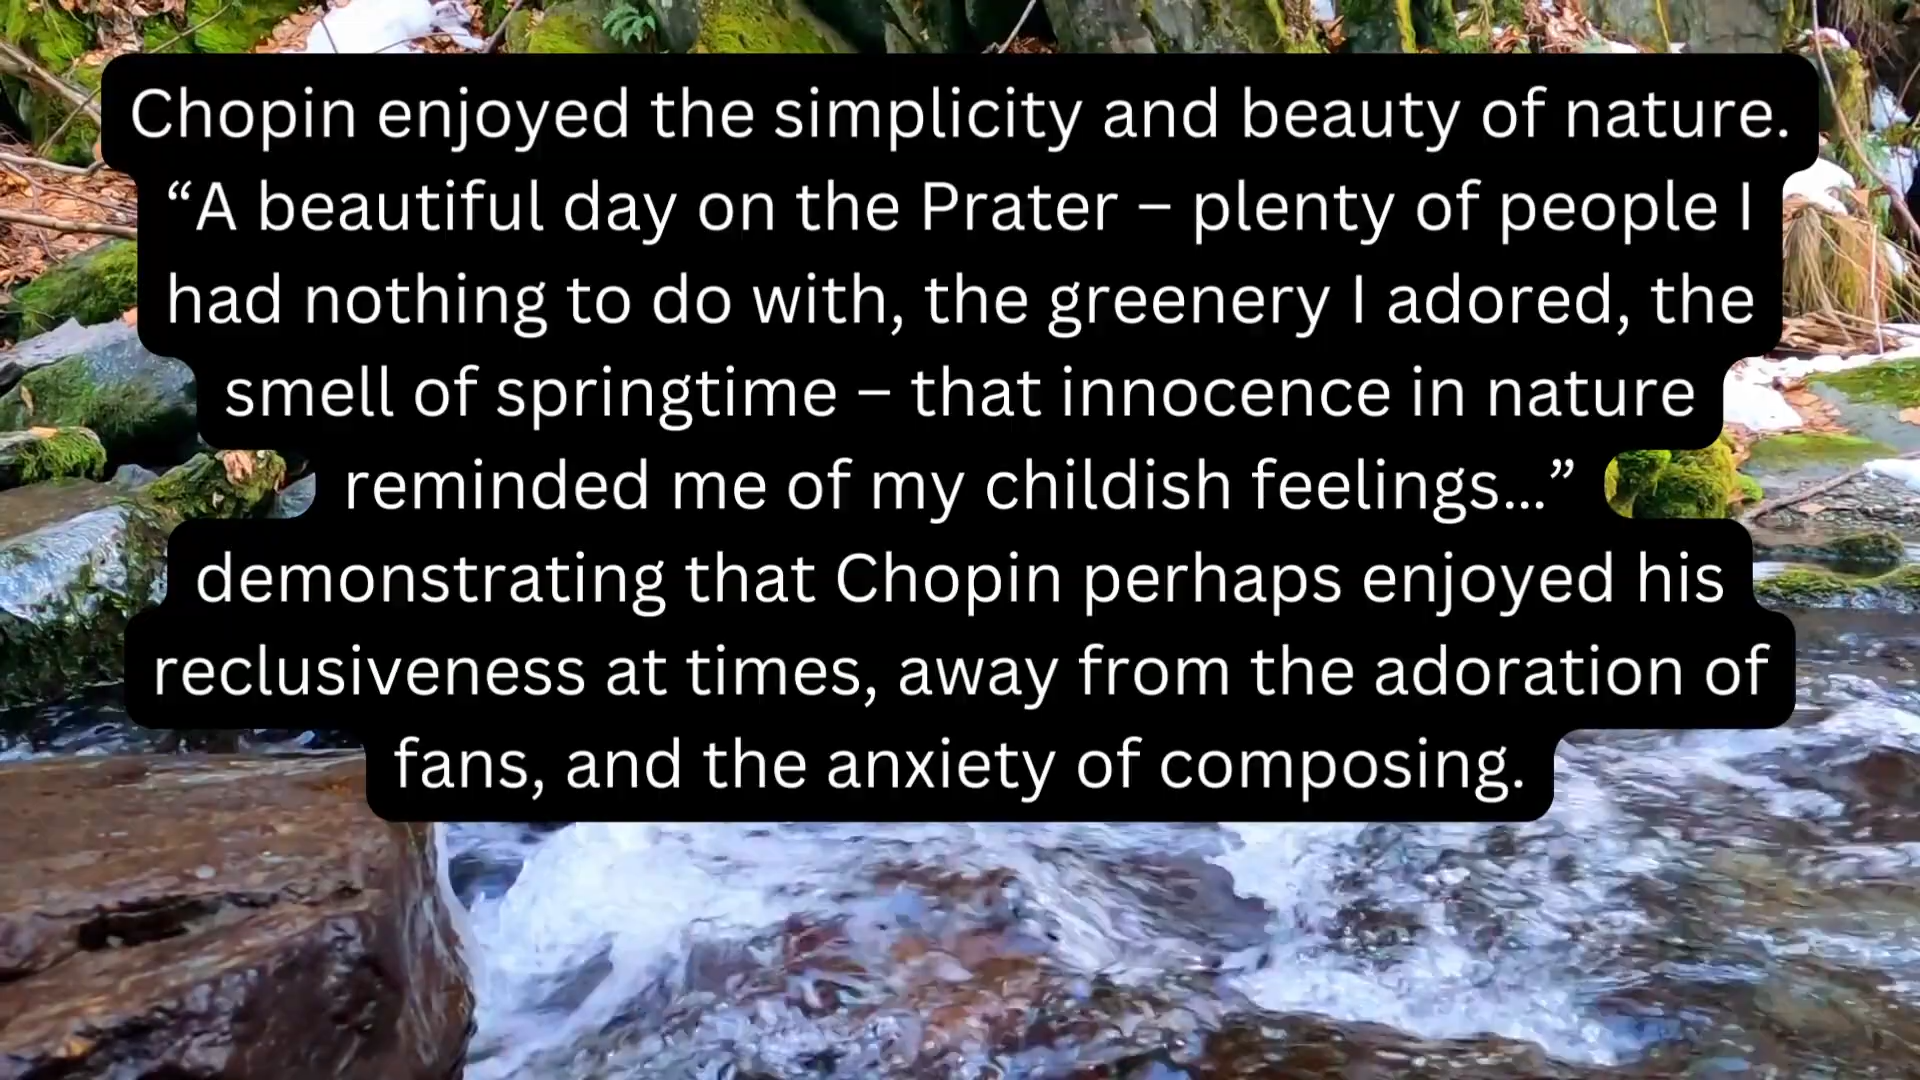 Chopin enjoyed the simplicity and beauty of nature.
“A beautiful day on the Prater – plenty of people I
had nothing to do with, the greenery I adored, the
smell of springtime – that innocence in nature
reminded me of my childish feelings...”
demonstrating that Chopin perhaps enjoyed his
reclusiveness at times, away from the adoration of
fans, and the anxiety of composing.